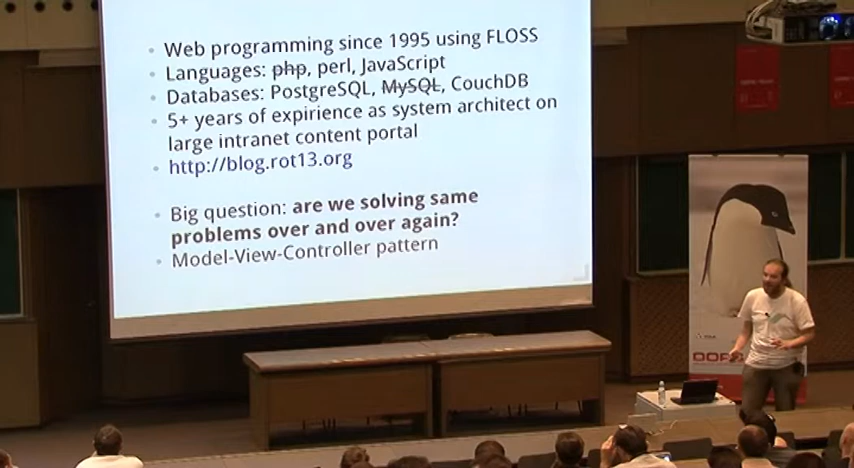 Web programming since 1995 using FLOSS
Languages: php, perl, JavaScript
Databases: PostgreSQL, MySQL, CouchDB
5+ years of expirience as system architect on
large intranet content portal
http://blog.rot13.org
Big question: are we solving same
problems over and over again?
Model-View-Controller pattern